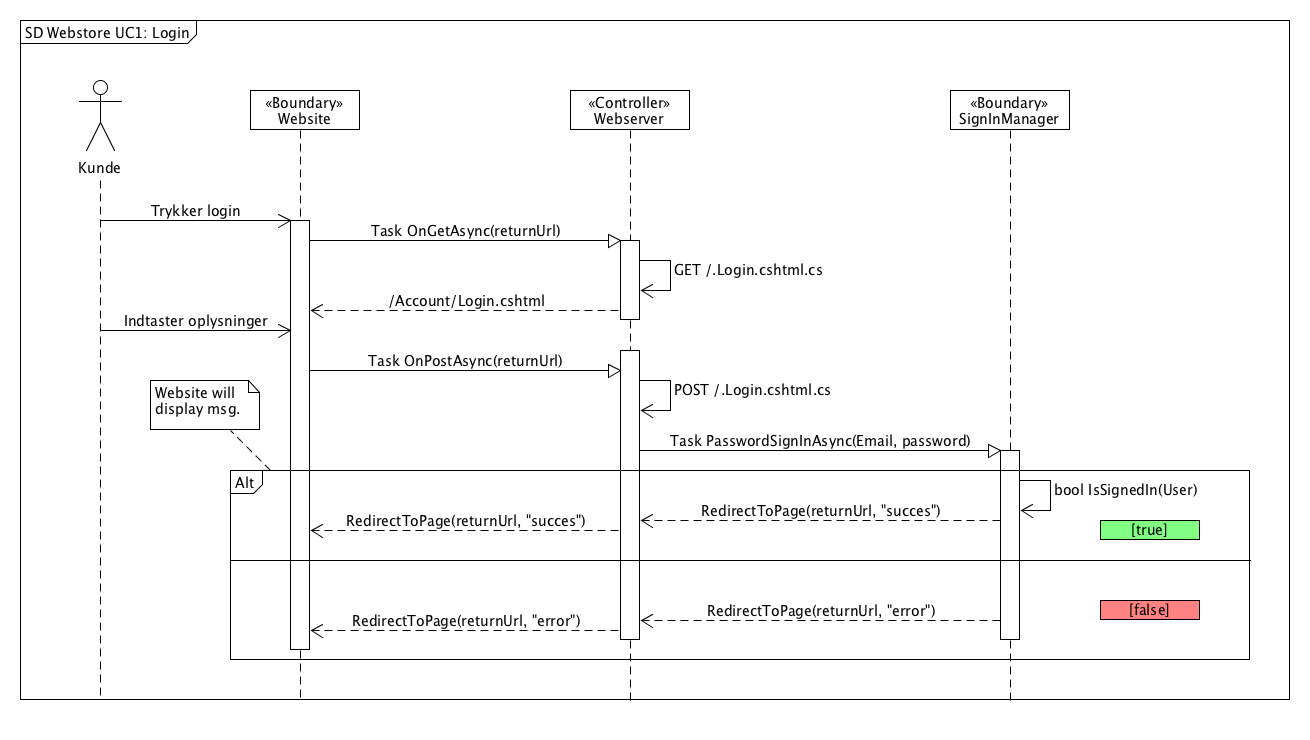 SD Webstore UC1: Login
«Boundary»
Website
«Controller»
Webserver
«Boundary»
SignInManager
Kunde
Trykker login
Task OnGetAsync(returnUrl)
GET /.Login.cshtml.cs
/Account/Login.cshtml
Indtaster oplysninger
Task OnPostAsync(returnUrl)
POST /.Login.cshtml.cs
Website will
display msg.
Task PasswordSignInAsync(Email, password)
Alt
bool IsSignedIn(User)
RedirectToPage(returnUrl, "succes")
RedirectToPage(returnUrl, "succes")
[true]
[false]
RedirectToPage(returnUrl, "error")
RedirectToPage(returnUrl, "error")